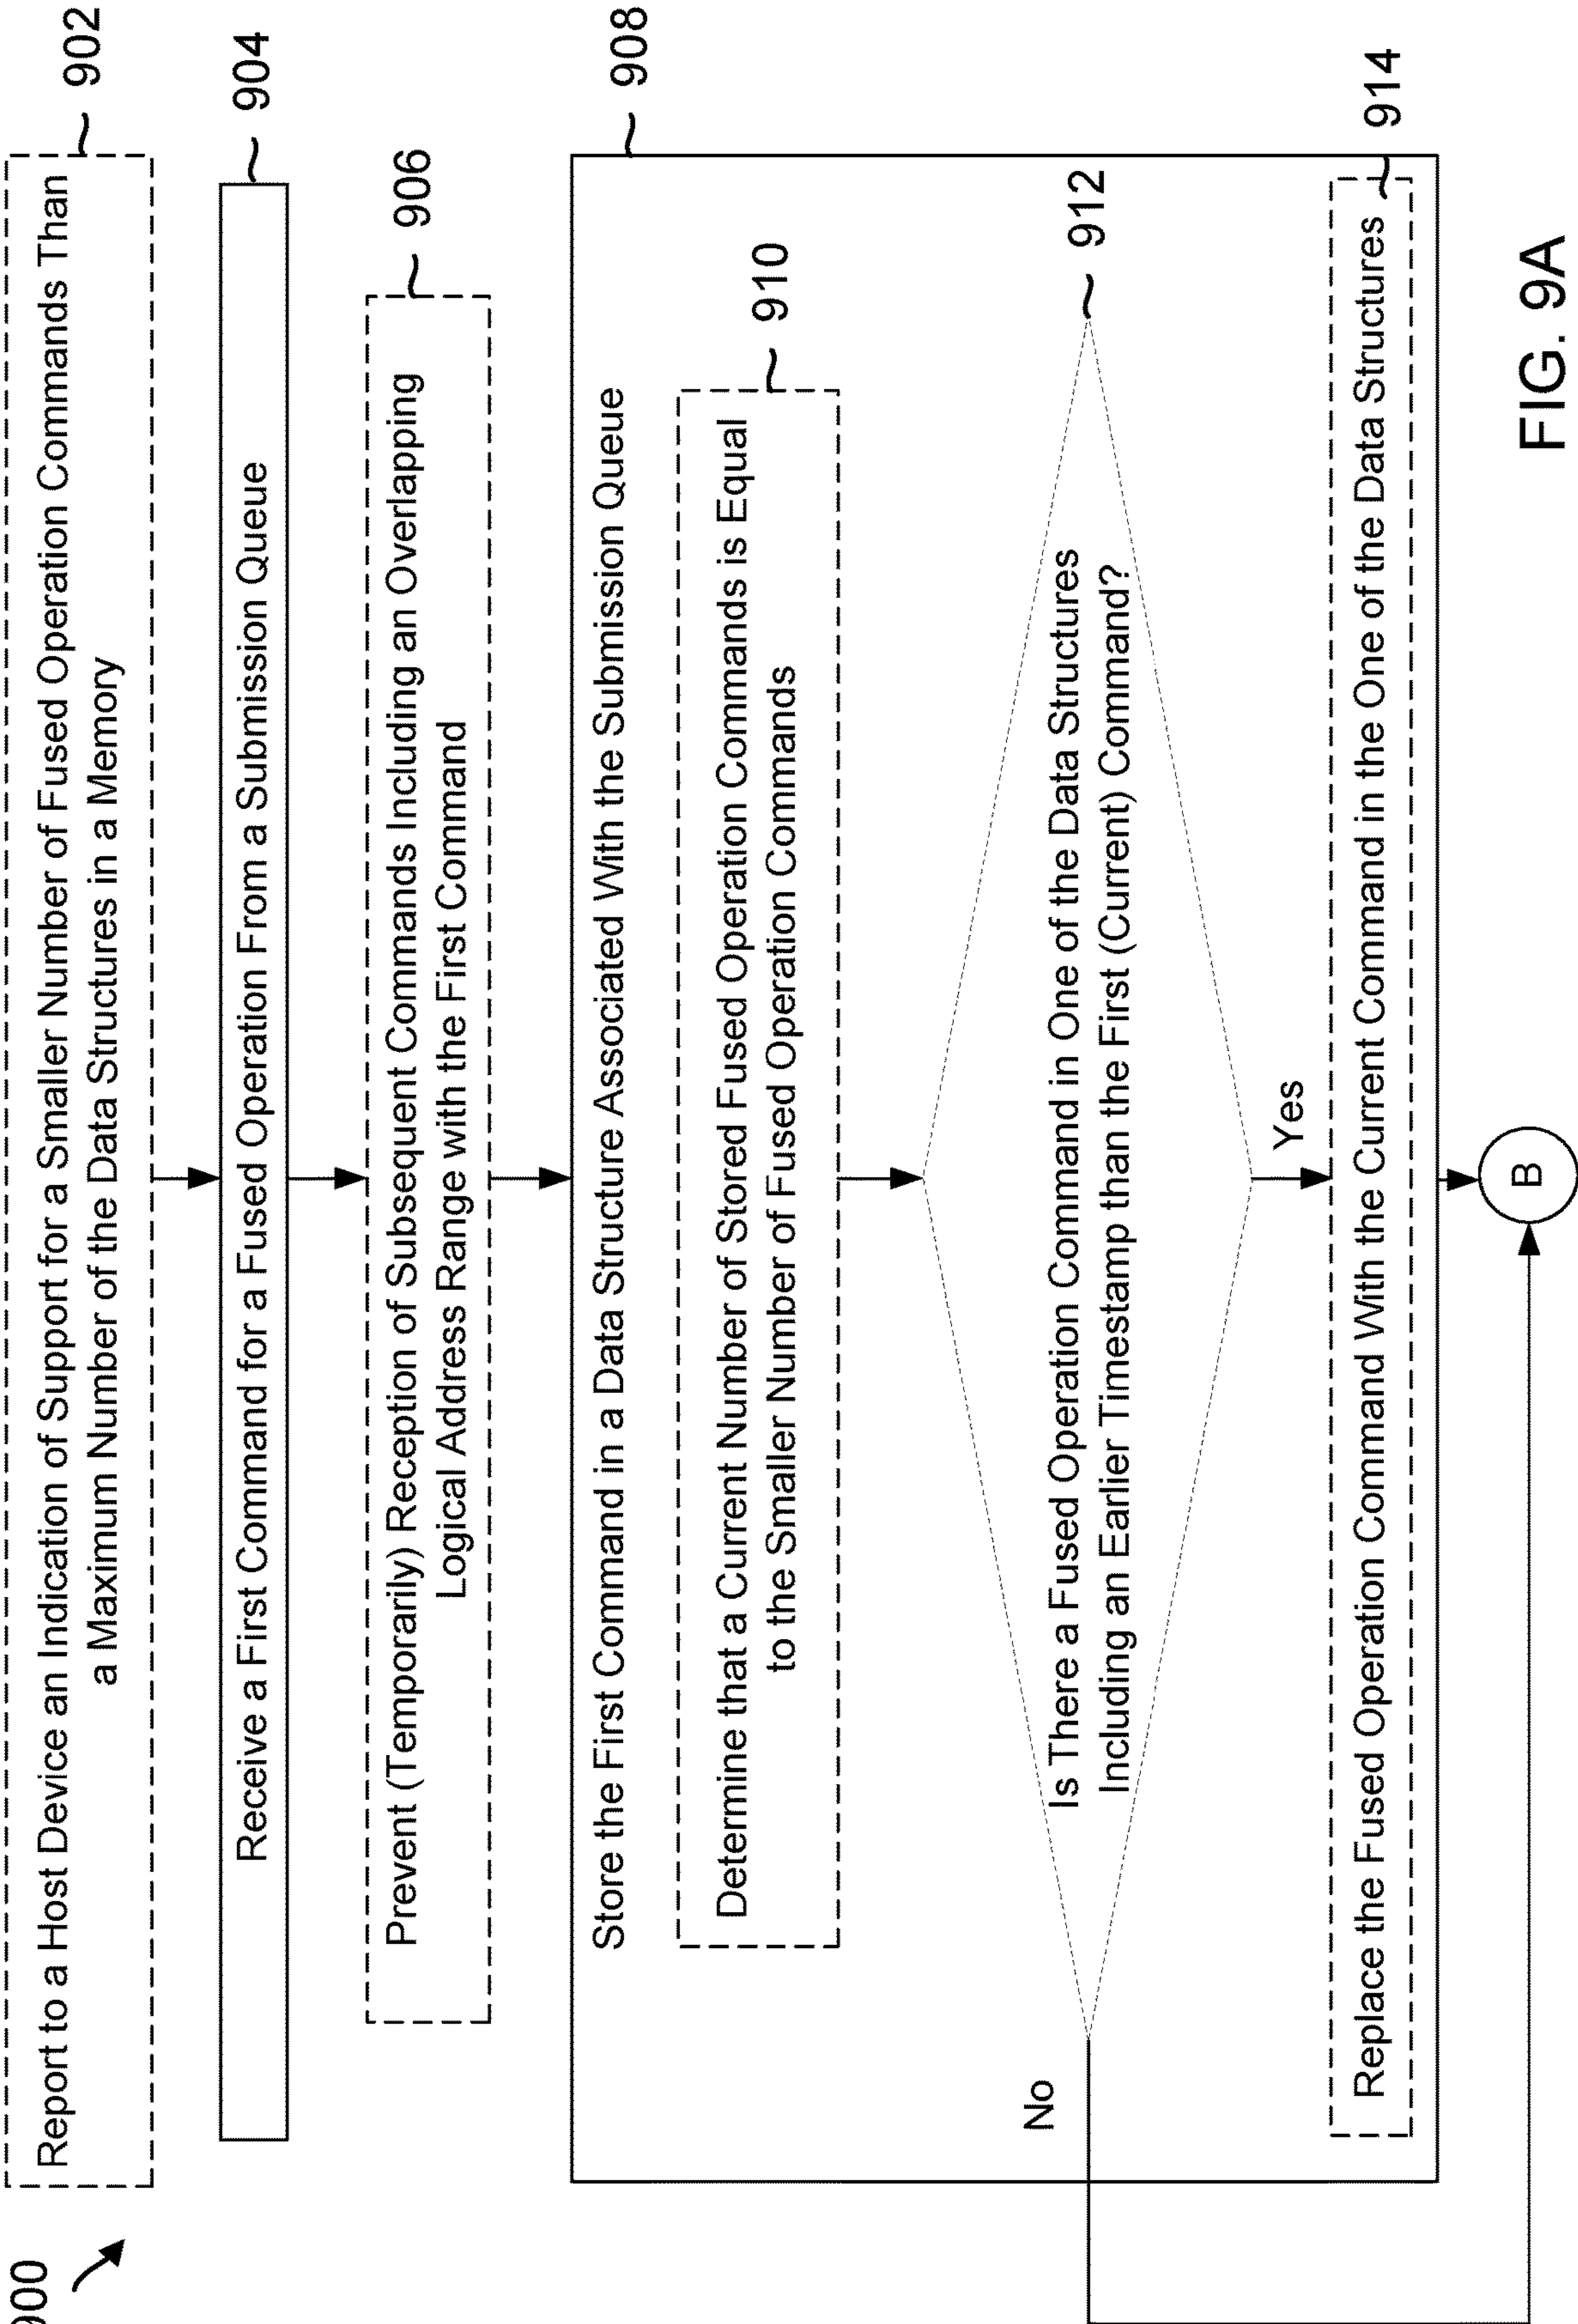 900
Report to a Host Device an Indication of Support for a Smaller Number of Fused Operation Commands Than
a Maximum Number of the Data Structures in a Memory
902
Receive a First Command for a Fused Operation From a Submission Queue
904
Prevent (Temporarily) Reception of Subsequent Commands Including an Overlapping
Logical Address Range with the First Command
906
Store the First Command in a Data Structure Associated With the Submission Queue
908
Determine that a Current Number of Stored Fused Operation Commands is Equal
to the Smaller Number of Fused Operation Commands
910
Is There a Fused Operation Command in One of the Data Structures
Including an Earlier Timestamp than the First (Current) Command?
912
No
Yes
Replace the Fused Operation Command With the Current Command in the One of the Data Structures
914
B
FIG. 9A